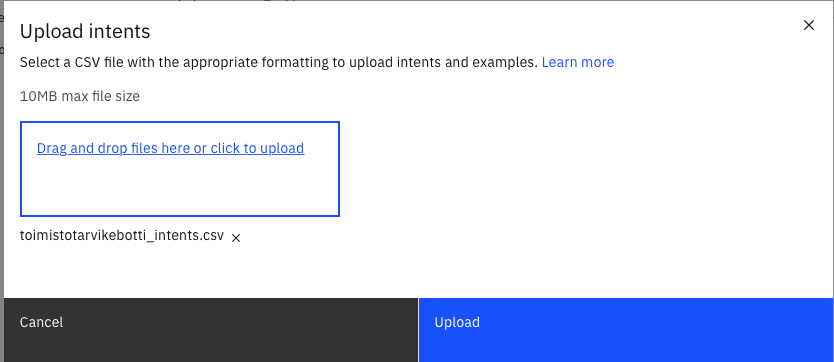 Upload intents
Select a CSV file with the appropriate formatting to upload intents and examples. Learn more
10MB max file size
Drag and drop files here or click to upload
toimistotarvikebotti_intents.csv
Cancel
Upload